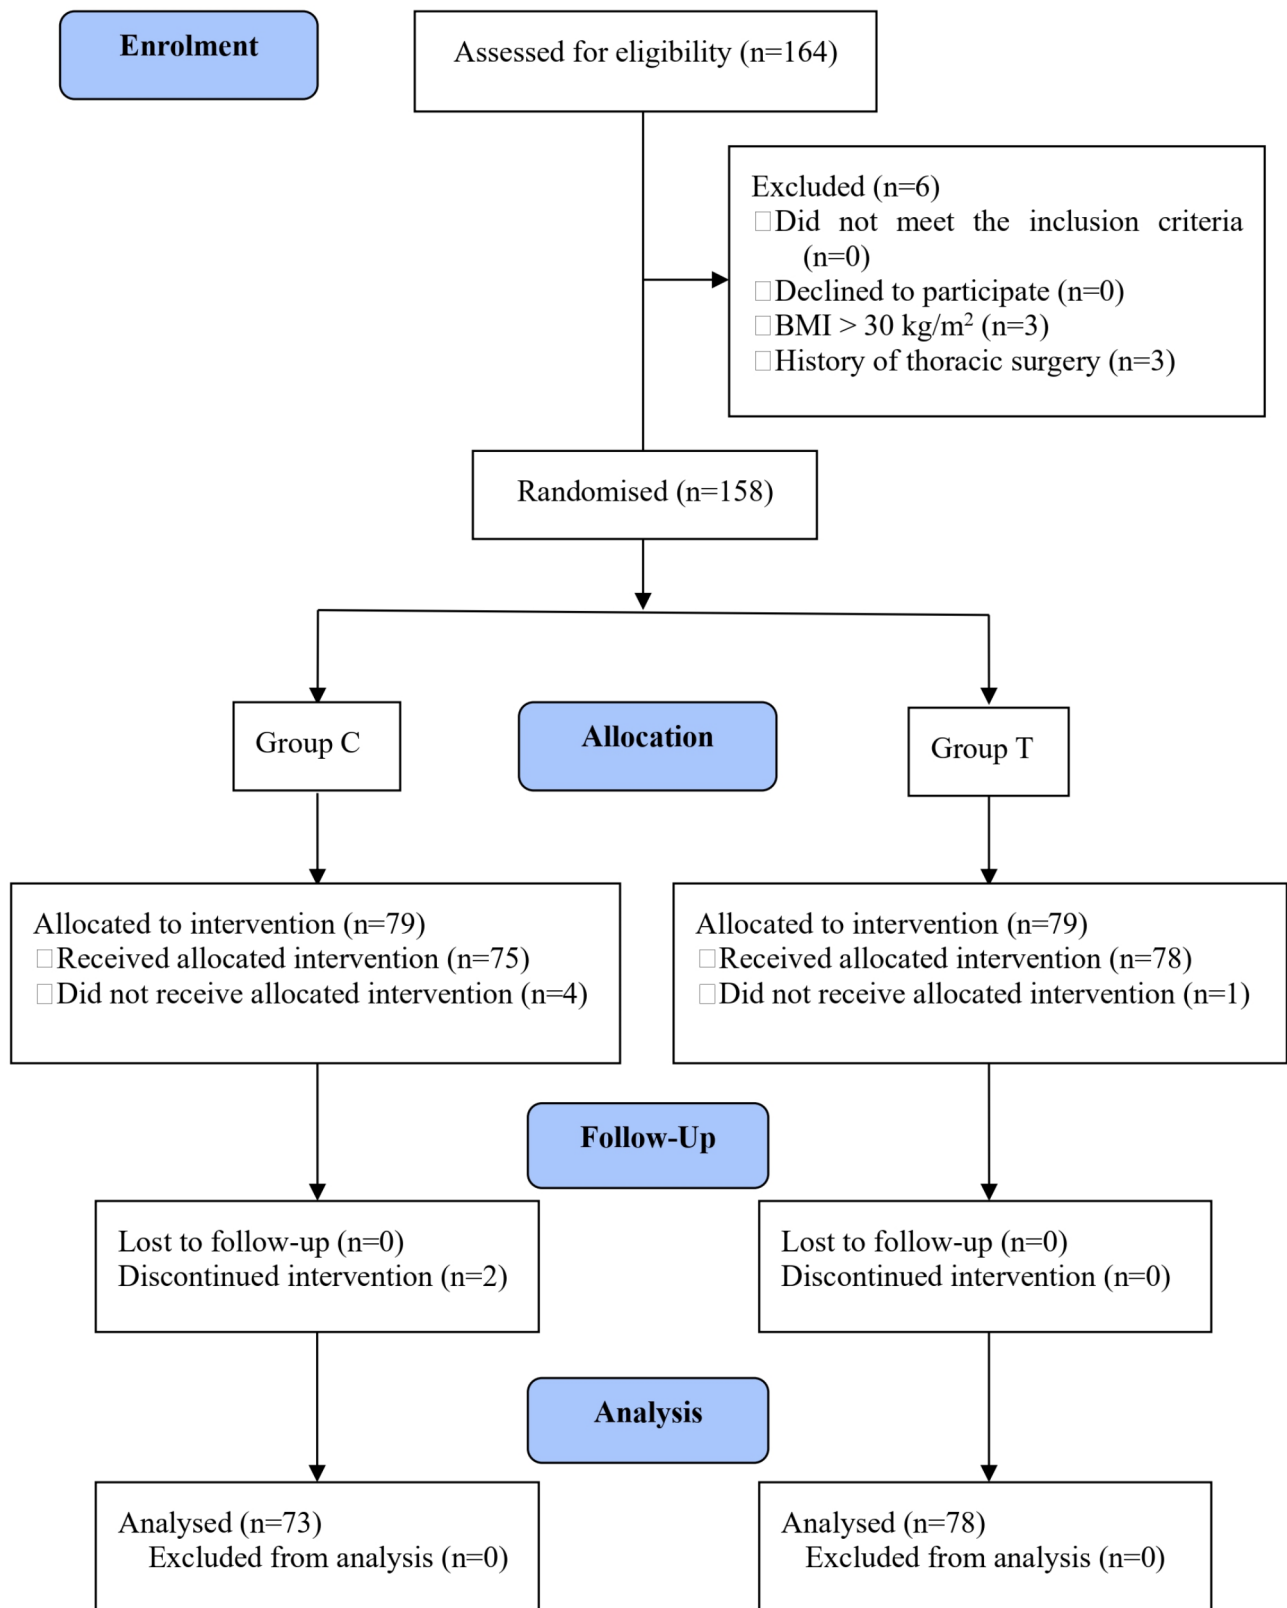 Enrolment
Assessed for eligibility (n=164)
Excluded (n=6)
□Did not meet the inclusion criteria
(n=0)
□Declined to participate (n=0)
□BMI > 30 kg/m² (n=3)
□History of thoracic surgery (n=3)
Randomised (n=158)
Group C
Allocation
Group T
Allocated to intervention (n=79)
□Received allocated intervention (n=75)
□Did not receive allocated intervention (n=4)
Allocated to intervention (n=79)
□Received allocated intervention (n=78)
□Did not receive allocated intervention (n=1)
Follow-Up
Lost to follow-up (n=0)
Discontinued intervention (n=2)
Lost to follow-up (n=0)
Discontinued intervention (n=0)
Analysis
Analysed (n=73)
Excluded from analysis (n=0)
Analysed (n=78)
Excluded from analysis (n=0)